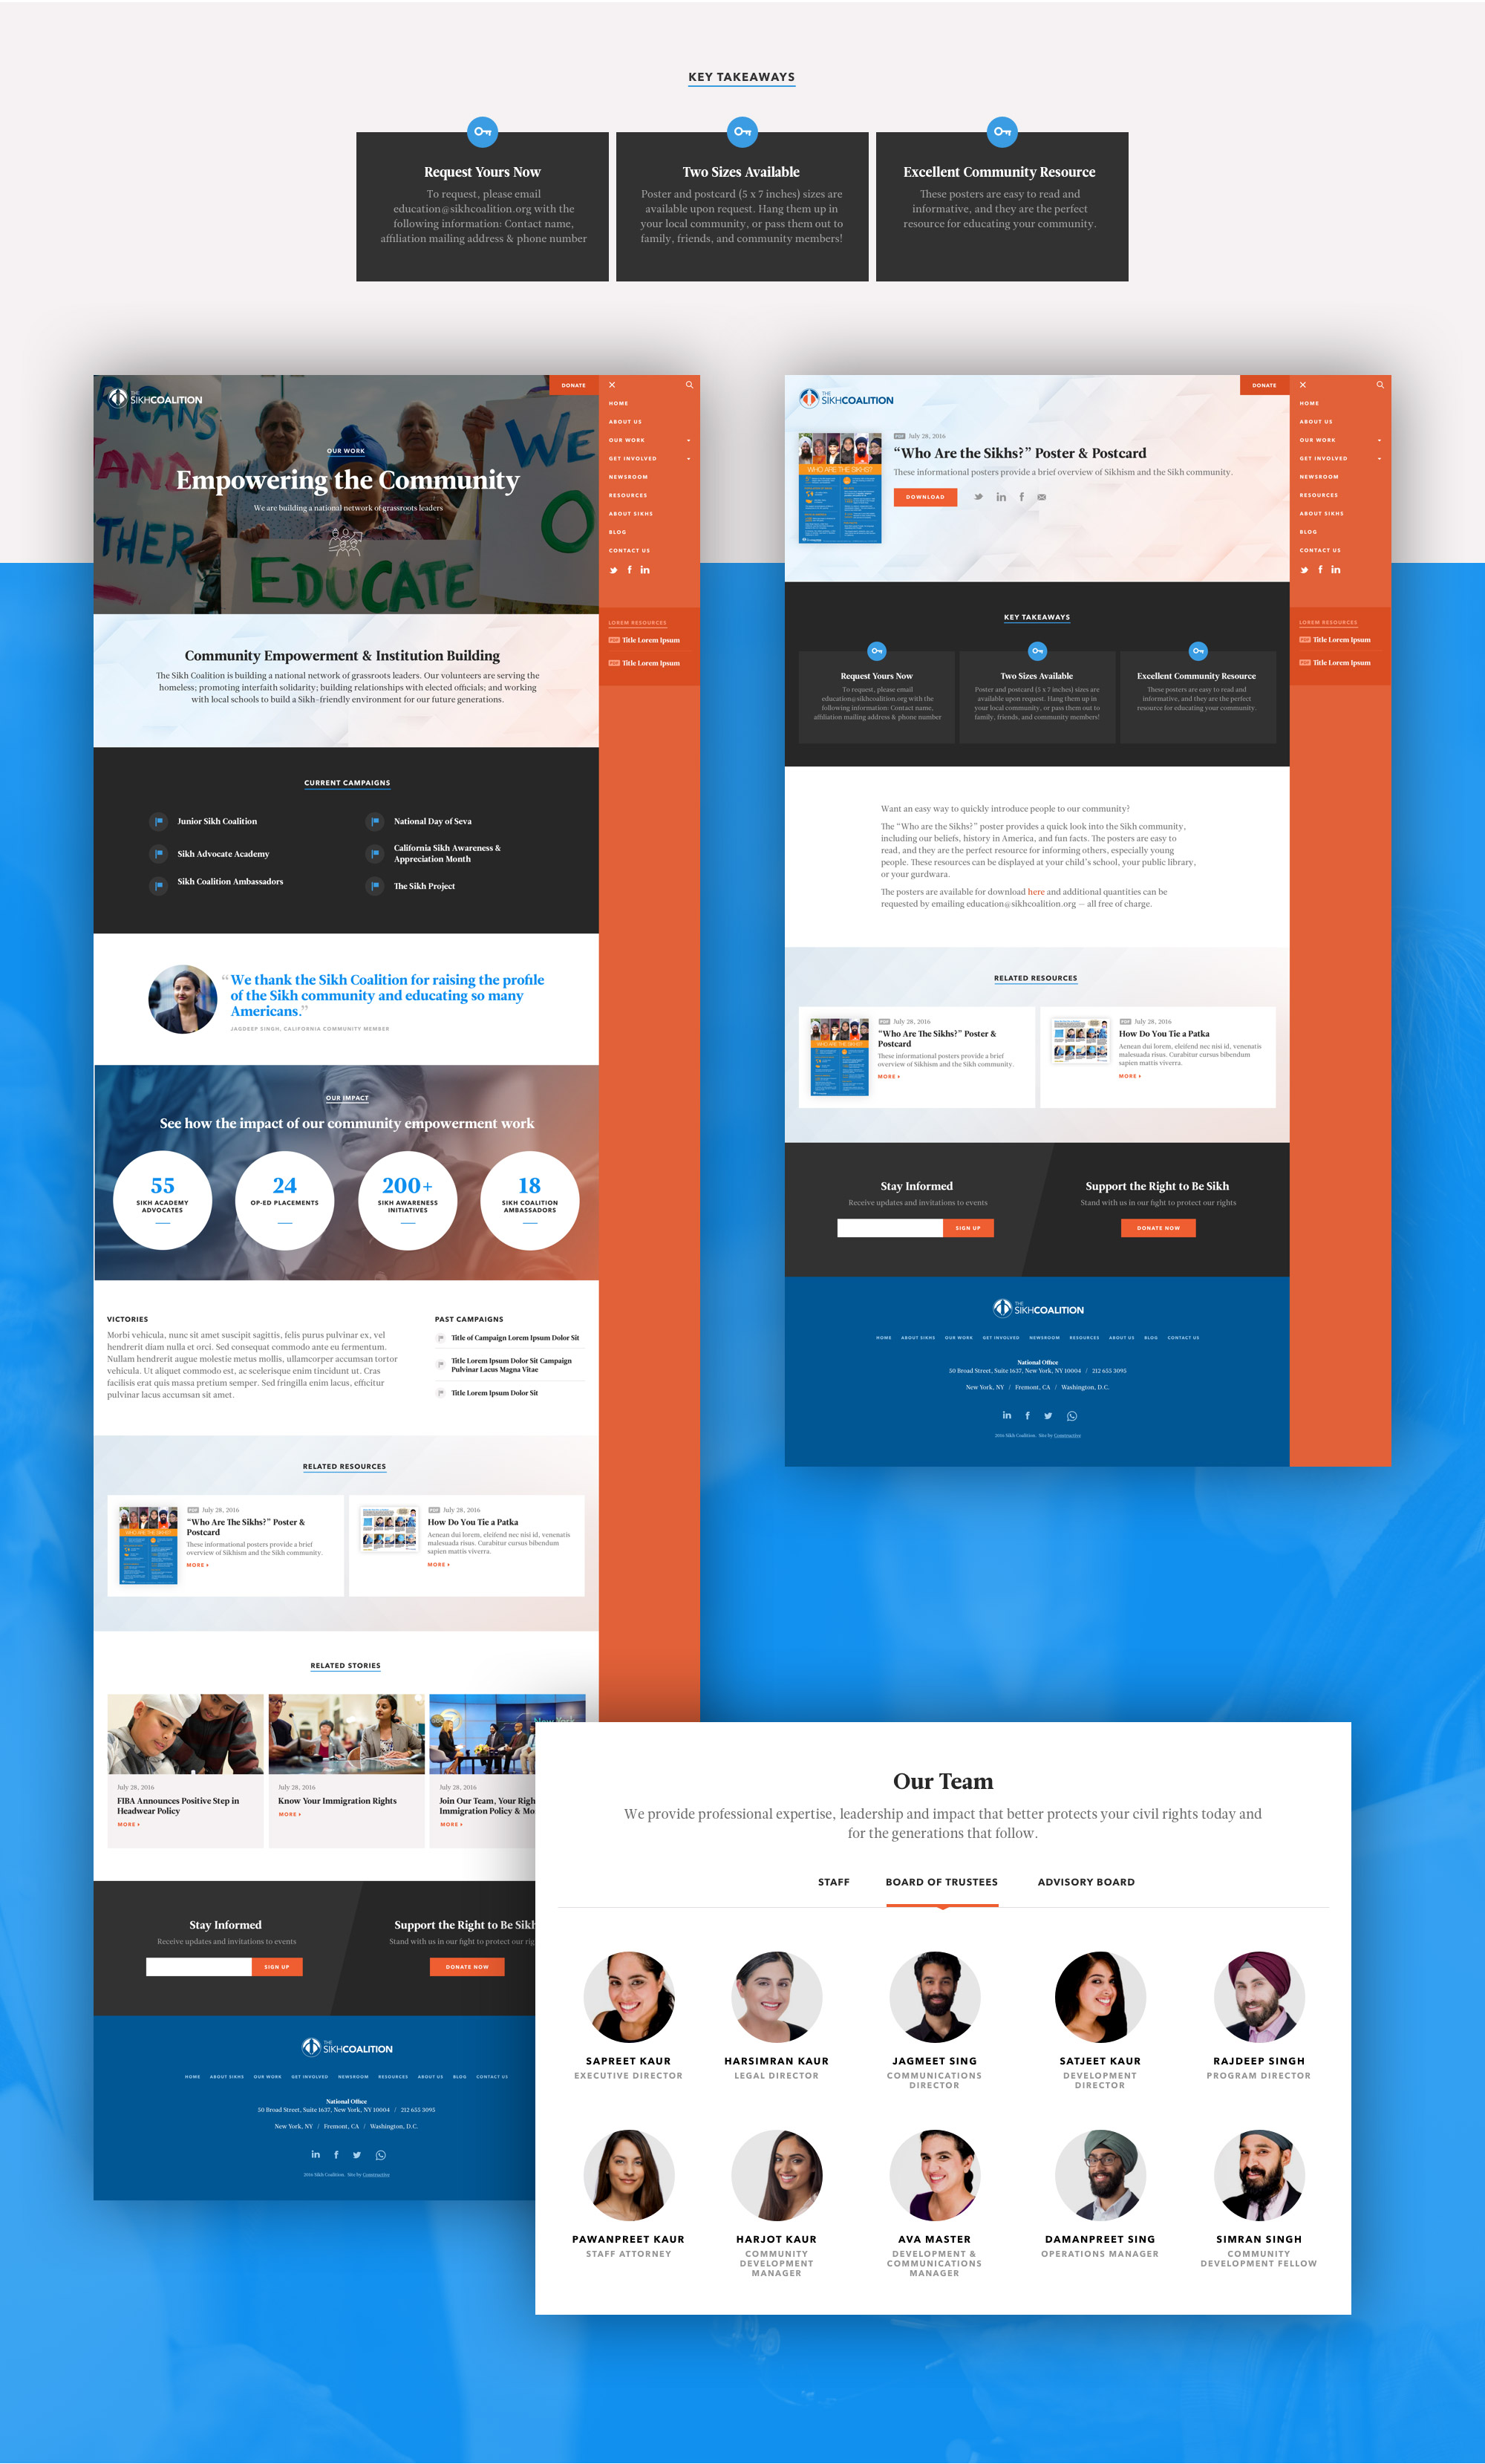 KEY TAKEAWAYS
Request Yours Now
To request, please email
education@sikhcoalition.org with the
following information: Contact name,
affiliation mailing address & phone number
Two Sizes Available
Poster and postcard (5 x 7 inches) sizes are
available upon request. Hang them up in
your local community, or pass them out to
family, friends, and community members!
Excellent Community Resource
These posters are easy to read and
informative, and they are the perfect
resource for educating your community.
THE
SIKHCOALITION
DONATE
RICANS
AND
THER
WE
O
EDUCATE
OUR WORK
Empowering the Community
We are building a national network of grassroots leaders
HOME
ABOUT US
OUR WORK
GET INVOLVED
NEWSROOM
RESOURCES
ABOUT SIKHS
BLOG
CONTACT US
LOREM RESOURCES
PDF Title Lorem Ipsum
PDF Title Lorem Ipsum
Community Empowerment & Institution Building
The Sikh Coalition is building a national network of grassroots leaders. Our volunteers are serving the
homeless; promoting interfaith solidarity; building relationships with elected officials; and working
with local schools to build a Sikh-friendly environment for our future generations.
CURRENT CAMPAIGNS
Junior Sikh Coalition
Sikh Advocate Academy
Sikh Coalition Ambassadors
National Day of Seva
California Sikh Awareness &
Appreciation Month
The Sikh Project
“We thank the Sikh Coalition for raising the profile
of the Sikh community and educating so many
Americans.”
JAGDEEP SINGH, CALIFORNIA COMMUNITY MEMBER
OUR IMPACT
See how the impact of our community empowerment work
55
SIKH ACADEMY
ADVOCATES
24
OP-ED PLACEMENTS
200+
SIKH AWARENESS
INITIATIVES
18
SIKH COALITION
AMBASSADORS
VICTORIES
Morbi vehicula, nunc sit amet suscipit sagittis, felis purus pulvinar ex, vel
hendrerit diam nulla et orci. Sed consequat commodo ante eu fermentum.
Nullam hendrerit augue molestie metus mollis, ullamcorper accumsan tortor
vehicula. Ut aliquet commodo est, ac scelerisque enim tincidunt ut. Cras
facilisis erat quis massa pretium semper. Sed fringilla enim lacus, efficitur
pulvinar lacus accumsan sit amet.
PAST CAMPAIGNS
Title of Campaign Lorem Ipsum Dolor Sit
Title Lorem Ipsum Dolor Sit Campaign
Pulvinar Lacus Magna Vitae
Title Lorem Ipsum Dolor Sit
RELATED RESOURCES
WHO ARE THE SIKHS?
PDF July 28, 2016
“Who Are The Sikhs?” Poster &
Postcard
These informational posters provide a brief
overview of Sikhism and the Sikh community.
MORE
PDF July 28, 2016
How Do You Tie a Patka
Aenean dui lorem, eleifend nec nisi id, venenatis
malesuada risus. Curabitur cursus bibendum
sapien mattis viverra.
MORE
RELATED STORIES
July 28, 2016
FIBA Announces Positive Step in
Headwear Policy
MORE
July 28, 2016
Know Your Immigration Rights
MORE
July 28, 2016
Join Our Team, Your Righ
Immigration Policy & Mo
MORE
Stay Informed
Receive updates and invitations to events
SIGN UP
Support the Right to Be Sikh
Stand with us in our fight to protect our rig
DONATE NOW
THE
SIKHCOALITION
HOME ABOUT SIKHS OUR WORK GET INVOLVED NEWSROOM RESOURCES ABOUT US BLOG CONTACT US
National Office
50 Broad Street, Suite 1637, New York, NY 10004 / 212 655 3095
New York, NY / Fremont, CA / Washington, D.C.
2016 Sikh Coalition Site by Constructive
THE
SIKHCOALITION
DONATE
WHO ARE THE SIKHS?
PDF July 28, 2016
“Who Are the Sikhs?” Poster & Postcard
These informational posters provide a brief overview of Sikhism and the Sikh community.
DOWNLOAD
HOME
ABOUT US
OUR WORK
GET INVOLVED
NEWSROOM
RESOURCES
ABOUT SIKHS
BLOG
CONTACT US
LOREM RESOURCES
PDF Title Lorem Ipsum
PDF Title Lorem Ipsum
KEY TAKEAWAYS
Request Yours Now
To request, please email
education@sikhcoalition.org with the
following information: Contact name,
affiliation mailing address & phone number
Two Sizes Available
Poster and postcard (5 x 7 inches) sizes are
available upon request. Hang them up in
your local community, or pass them out to
family, friends, and community members!
Excellent Community Resource
These posters are easy to read and
informative, and they are the perfect
resource for educating your community.
Want an easy way to quickly introduce people to our community?
The “Who are the Sikhs?” poster provides a quick look into the Sikh community,
including our beliefs, history in America, and fun facts. The posters are easy to
read, and they are the perfect resource for informing others, especially young
people. These resources can be displayed at your child’s school, your public library,
or your gurdwara.
The posters are available for download here and additional quantities can be
requested by emailing education@sikhcoalition.org — all free of charge.
RELATED RESOURCES
WHO ARE THE SIKHS?
PDF July 28, 2016
“Who Are The Sikhs?” Poster &
Postcard
These informational posters provide a brief
overview of Sikhism and the Sikh community.
MORE
PDF July 28, 2016
How Do You Tie a Patka
Aenean dui lorem, eleifend nec nisi id, venenatis
malesuada risus. Curabitur cursus bibendum
sapien mattis viverra.
MORE
Stay Informed
Receive updates and invitations to events
SIGN UP
Support the Right to Be Sikh
Stand with us in our fight to protect our rights
DONATE NOW
THE
SIKHCOALITION
HOME ABOUT SIKHS OUR WORK GET INVOLVED NEWSROOM RESOURCES ABOUT US BLOG CONTACT US
National Office
50 Broad Street, Suite 1637, New York, NY 10004 / 212 655 3095
New York, NY / Fremont, CA / Washington, D.C.
2016 Sikh Coalition Site by Constructive
Our Team
We provide professional expertise, leadership and impact that better protects your civil rights today and
for the generations that follow.
STAFF BOARD OF TRUSTEES ADVISORY BOARD
SAPREET KAUR
EXECUTIVE DIRECTOR
HARSIMRAN KAUR
LEGAL DIRECTOR
JAGMEET SING
COMMUNICATIONS
DIRECTOR
SATJEET KAUR
DEVELOPMENT
DIRECTOR
RAJDEEP SINGH
PROGRAM DIRECTOR
PAWANPREET KAUR
STAFF ATTORNEY
HARJOT KAUR
COMMUNITY
DEVELOPMENT
MANAGER
AVA MASTER
DEVELOPMENT &
COMMUNICATIONS
MANAGER
DAMANPREET SING
OPERATIONS MANAGER
SIMRAN SINGH
COMMUNITY
DEVELOPMENT FELLOW